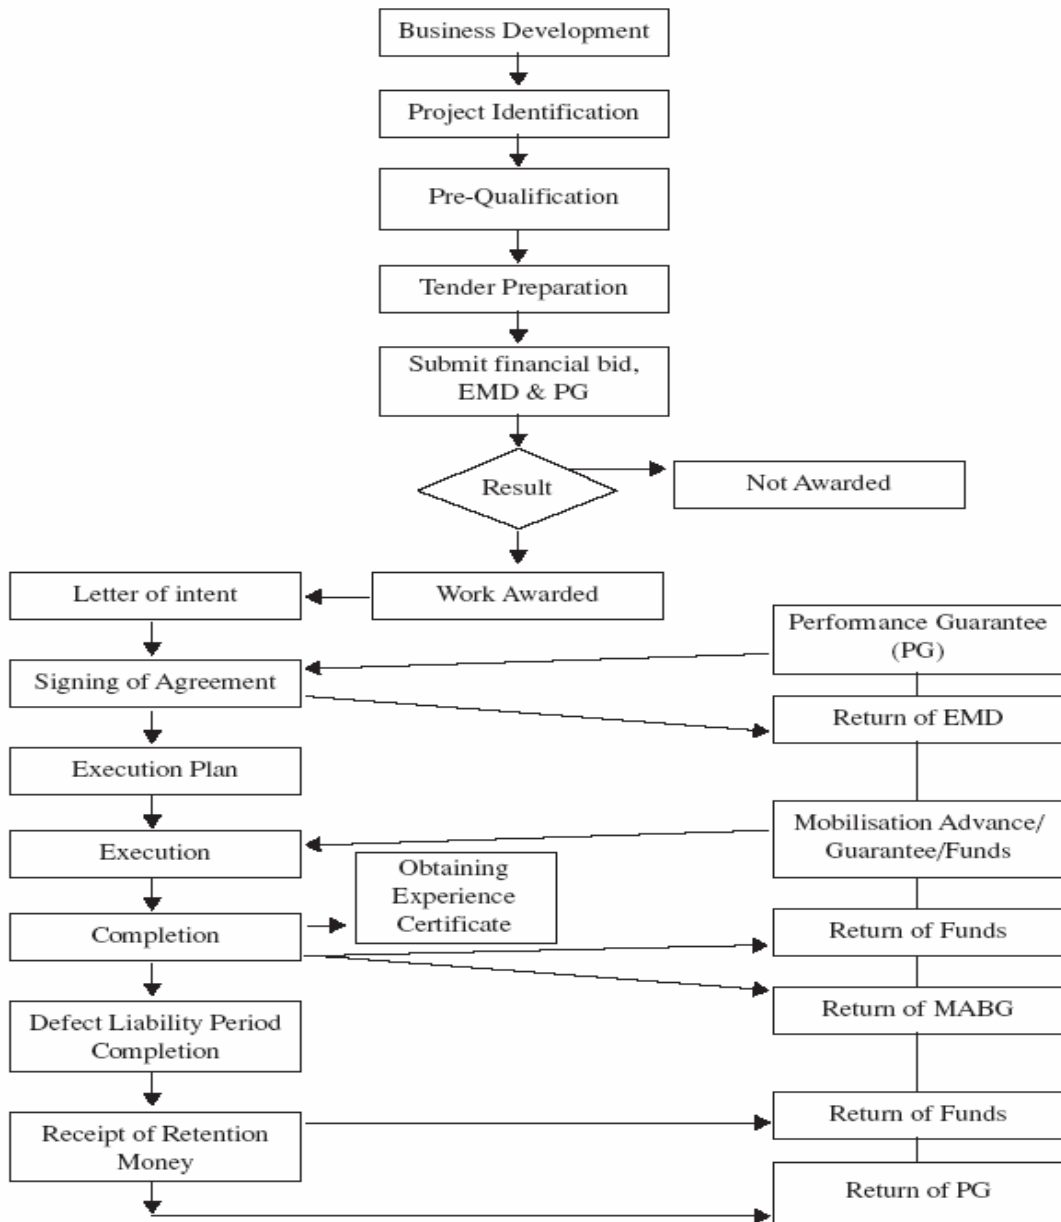 Business Development
Project Identification
Pre-Qualification
Tender Preparation
Submit financial bid,
EMD & PG
Result
Not Awarded
Work Awarded
Letter of intent
Performance Guarantee
(PG)
Signing of Agreement
Return of EMD
Execution Plan
Mobilisation Advance/
Guarantee/Funds
Execution
Obtaining
Experience
Certificate
Completion
Return of Funds
Return of MABG
Defect Liability Period
Completion
Return of Funds
Receipt of Retention
Money
Return of PG